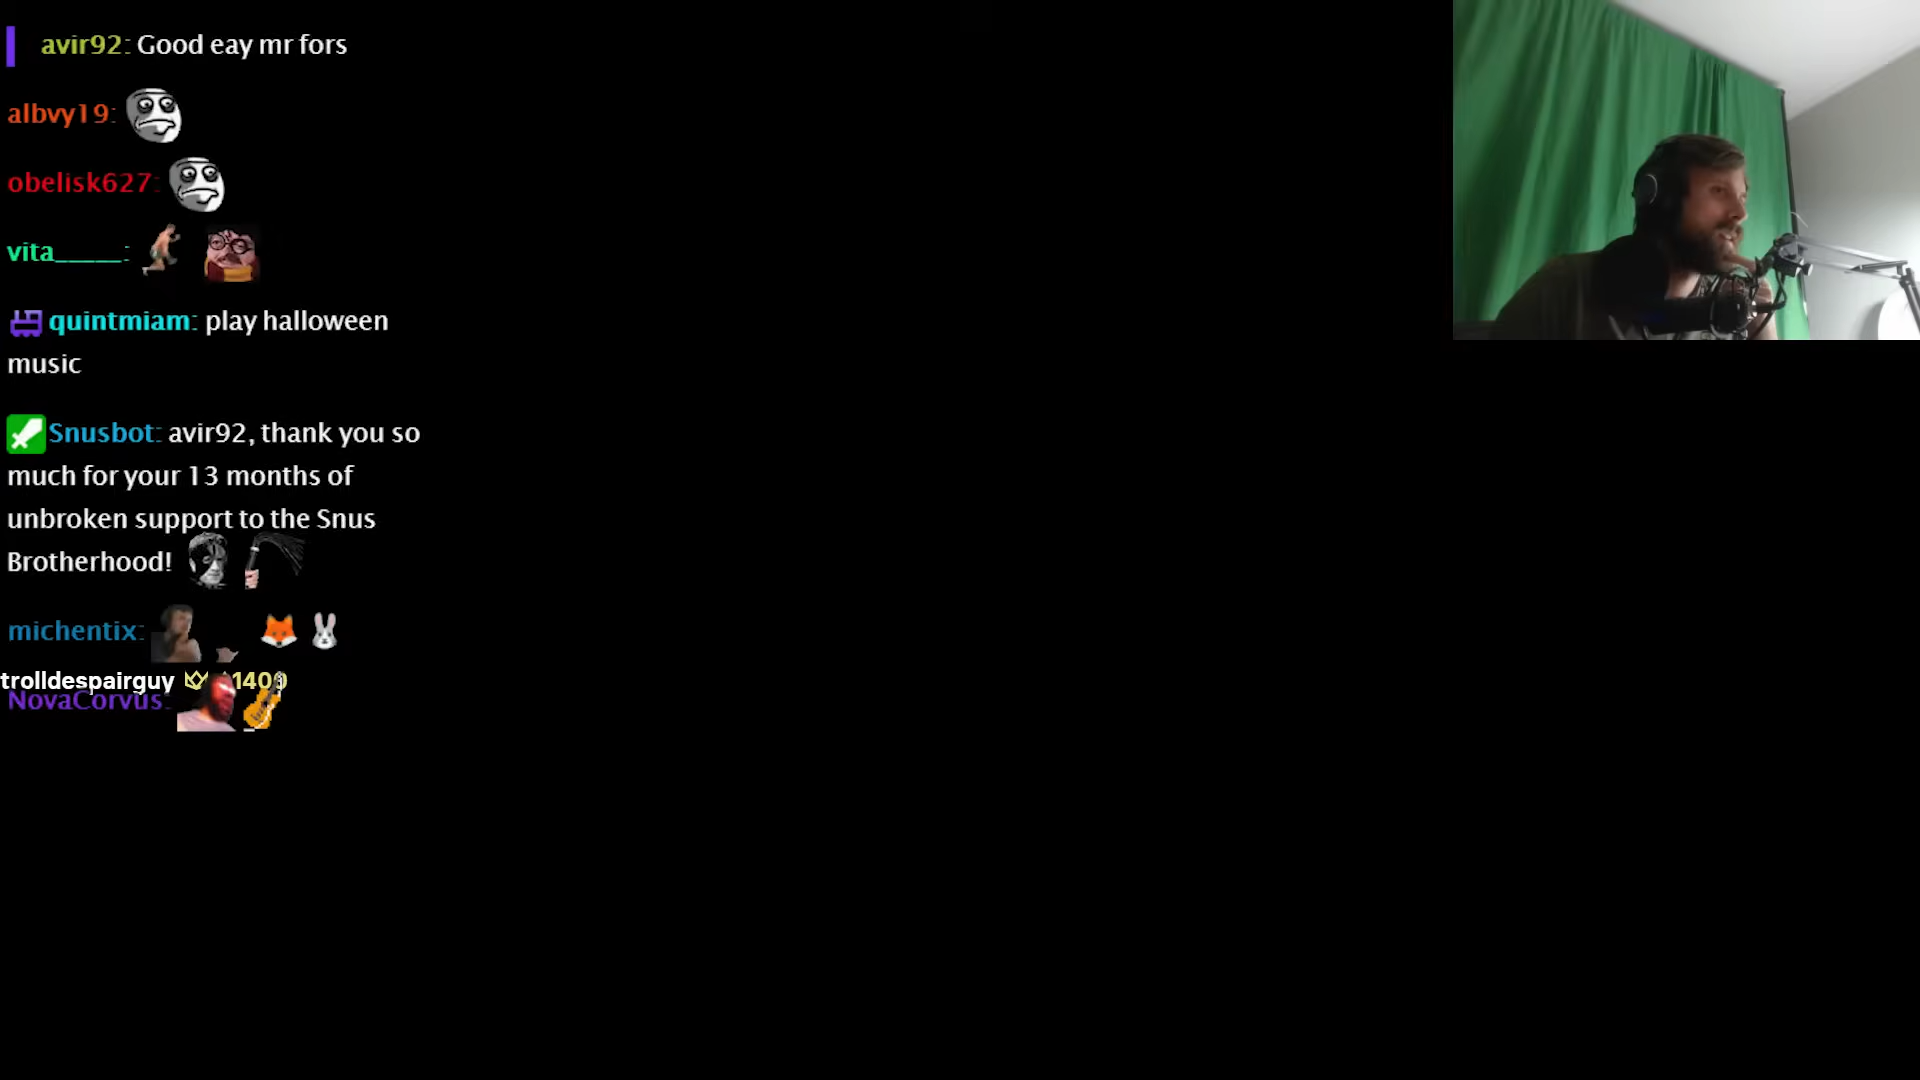 avir92: Good eay mr fors
albvy19:
obelisk627:
vita_____:
quintmiam: play halloween
music
Snusbot: avir92, thank you so
much for your 13 months of
unbroken support to the Snus
Brotherhood!
michentix:
trolldespairguy
NovaCorvus: